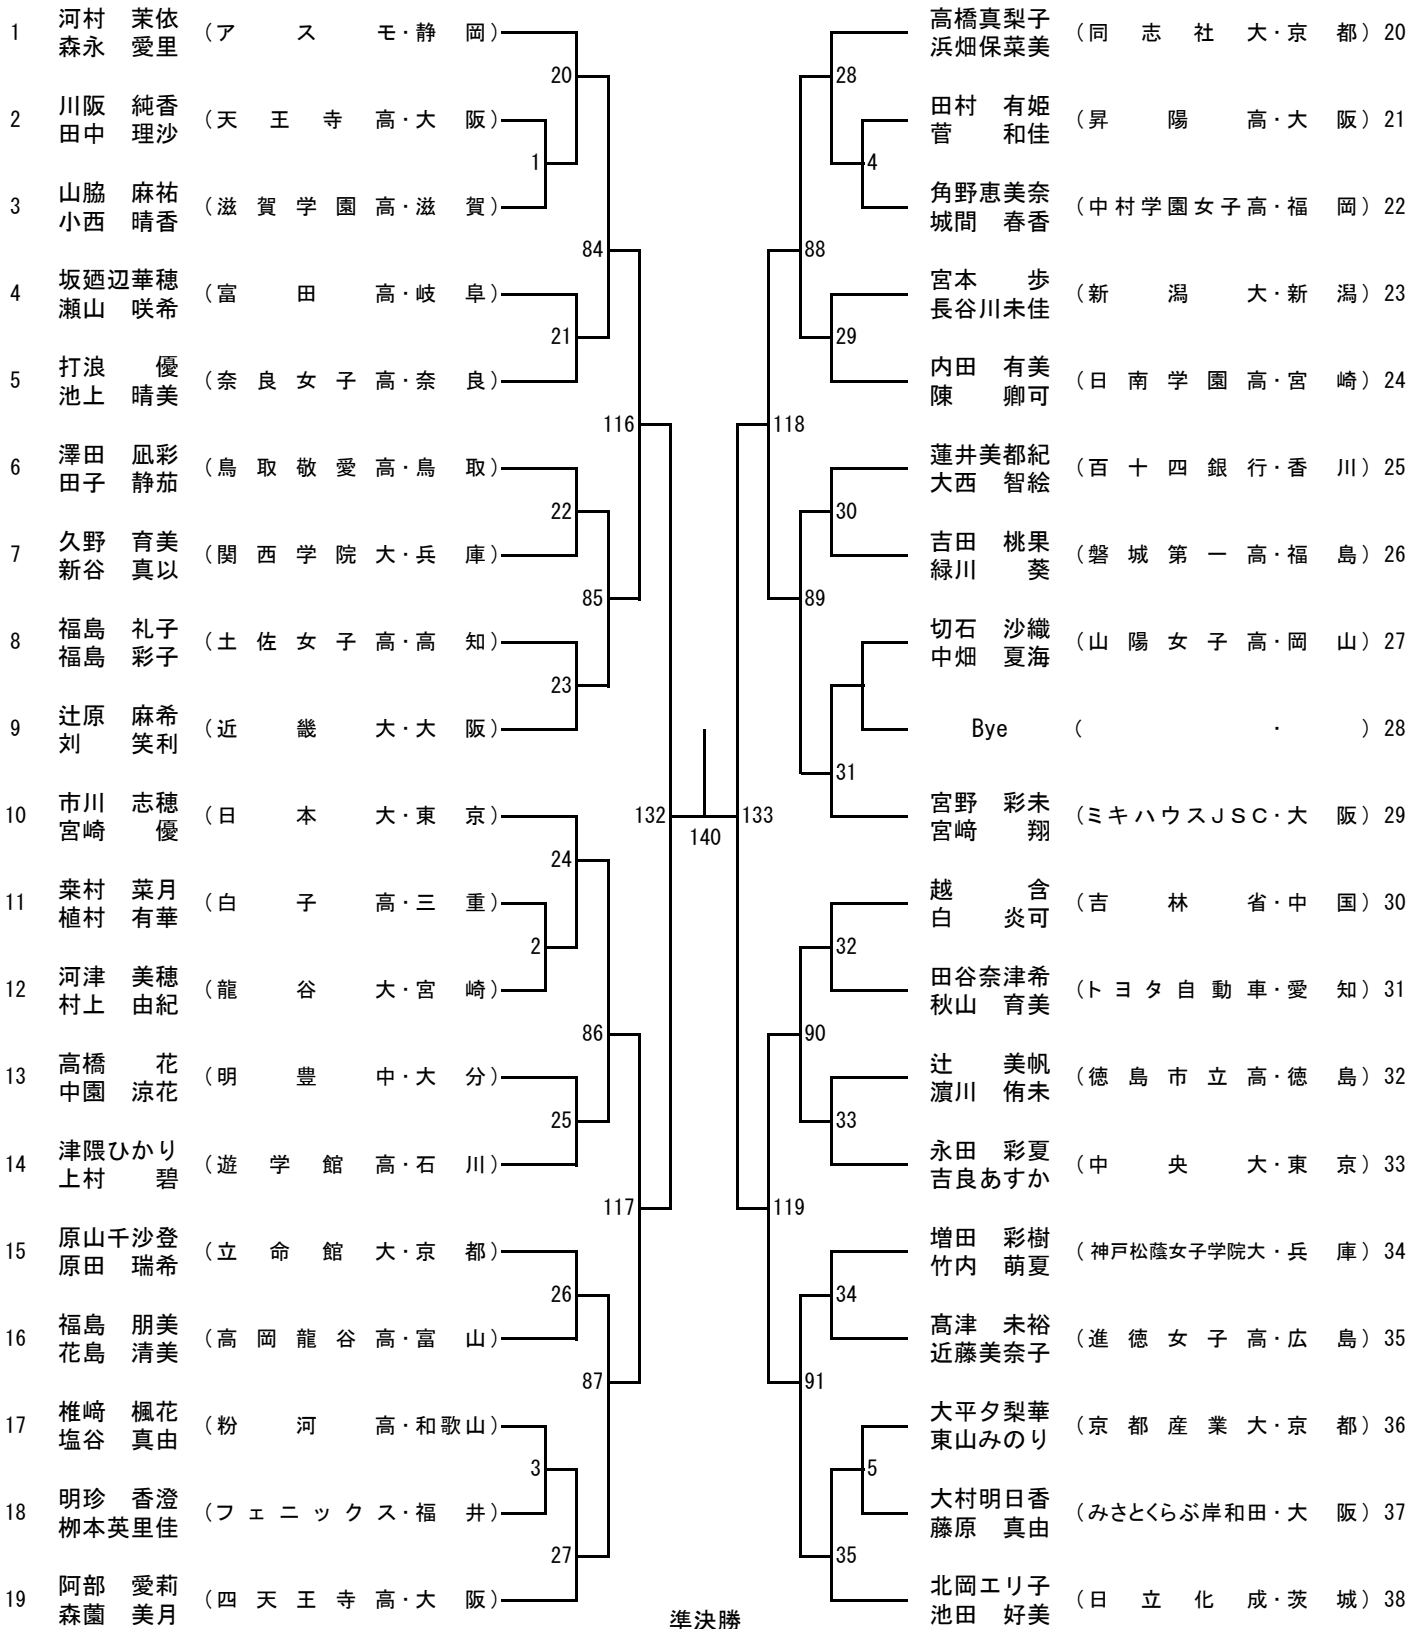 1 河村 茉依 (アスモ・静岡)
森永 愛里
2 川阪 純香 (天王寺高・大阪)
田中 理沙
3 山脇 麻祐 (滋賀学園高・滋賀)
小西 晴香
4 坂廼辺華穂 (富田高・岐阜)
瀬山 咲希
5 打浪 優 (奈良女子高・奈良)
池上 晴美
6 澤田 凪彩 (鳥取敬愛高・鳥取)
田子 静茄
7 久野 育美 (関西学院大・兵庫)
新谷 真以
8 福島 礼子 (土佐女子高・高知)
福島 彩子
9 辻原 麻希 (近畿大・大阪)
刘 笑利
10 市川 志穂 (日本大・東京)
宮崎 優
11 桒村 菜月 (白子高・三重)
植村 有華
12 河津 美穂 (龍谷大・宮崎)
村上 由紀
13 高橋 花 (明豊中・大分)
中園 涼花
14 津隈ひかり (遊学館高・石川)
上村 碧
15 原山千沙登 (立命館大・京都)
原田 瑞希
16 福島 朋美 (高岡龍谷高・富山)
花島 清美
17 椎﨑 楓花 (粉河高・和歌山)
塩谷 真由
18 明珍 香澄 (フェニックス・福井)
栁本英里佳
19 阿部 愛莉 (四天王寺高・大阪)
森薗 美月
20
1
84
21
116
22
85
23
132
24
2
86
25
117
26
87
3
27
140
準決勝
133
28
4
88
29
118
30
89
31
32
90
33
119
34
91
5
35
高橋真梨子 (同志社大・京都) 20
浜畑保菜美
田村 有姫 (昇陽高・大阪) 21
菅 和佳
角野恵美奈 (中村学園女子高・福岡) 22
城間 春香
宮本 歩 (新潟大・新潟) 23
長谷川未佳
内田 有美 (日南学園高・宮崎) 24
陳 卿可
蓮井美都紀 (百十四銀行・香川) 25
大西 智絵
吉田 桃果 (磐城第一高・福島) 26
緑川 葵
切石 沙織 (山陽女子高・岡山) 27
中畑 夏海
Bye (・) 28
宮野 彩未 (ミキハウスJSC・大阪) 29
宮﨑 翔
越 含 (吉林省・中国) 30
白 炎可
田谷奈津希 (トヨタ自動車・愛知) 31
秋山 育美
辻 美帆 (徳島市立高・徳島) 32
濵川 侑未
永田 彩夏 (中央大・東京) 33
吉良あすか
増田 彩樹 (神戸松蔭女子学院大・兵庫) 34
竹内 萌夏
髙津 未裕 (進徳女子高・広島) 35
近藤美奈子
大平夕梨華 (京都産業大・京都) 36
東山みのり
大村明日香 (みさとくらぶ岸和田・大阪) 37
藤原 真由
北岡エリ子 (日立化成・茨城) 38
池田 好美